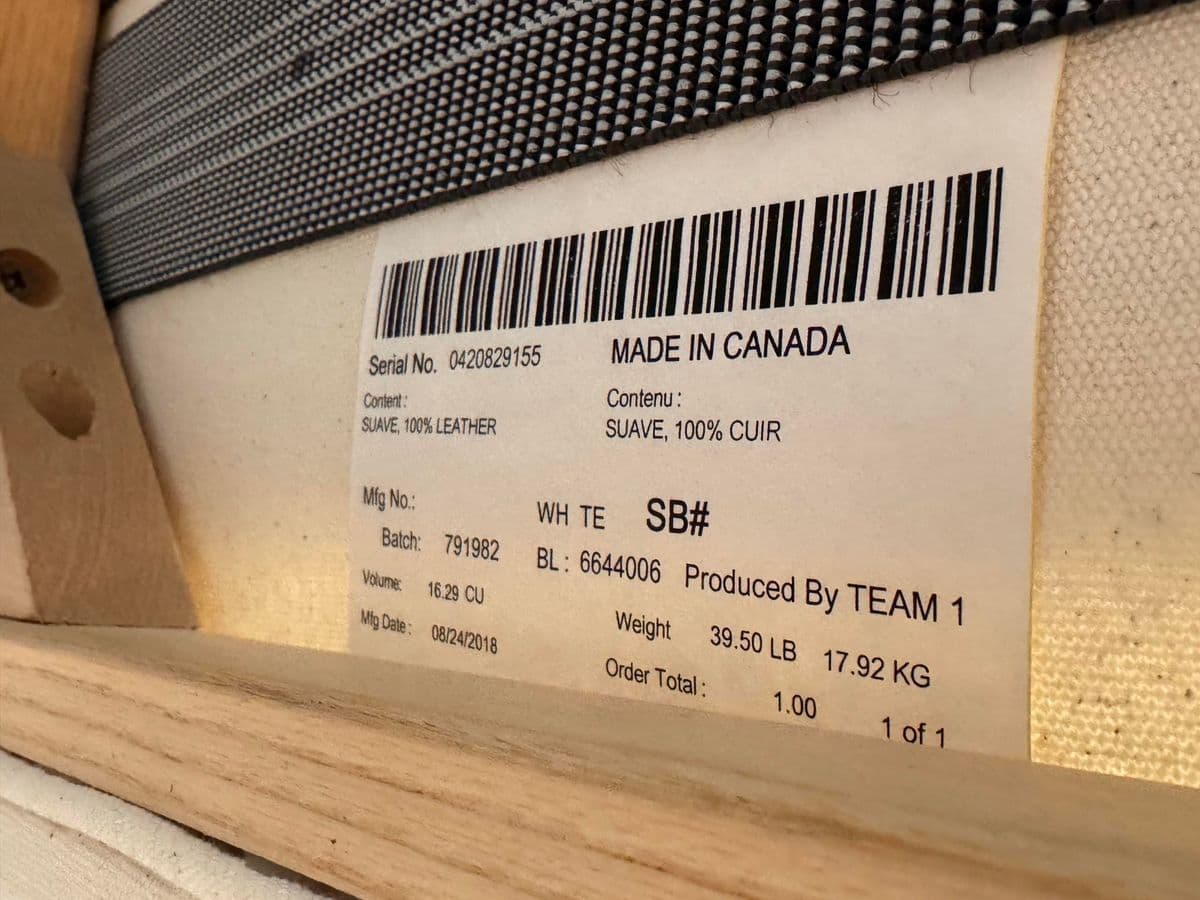 Serial No. 0420829155 MADE IN CANADA
Content : Contenu :
SUAVE, 100% LEATHER SUAVE, 100% CUIR
Mfg No.: WH TE SB#
Batch: 791982 BL : 6644006 Produced By TEAM 1
Volume: 16.29 CU Weight 39.50 LB 17.92 KG
Mfg Date : 08/24/2018 Order Total : 1.00 1 of 1